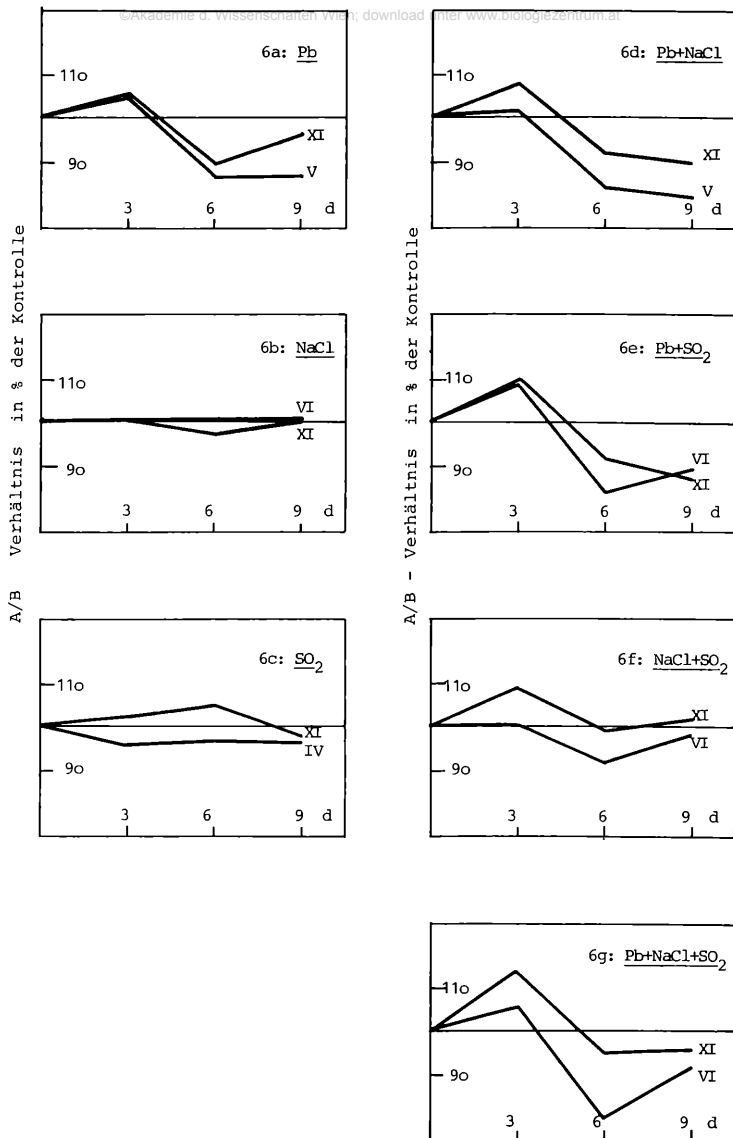 ©Akademie d. Wissenschaften Wien; download unter www.biologiezentrum.at
A/B Verhältnis in % der Kontrolle
6a: Pb
11o
9o
XI
V
3 6 9 d
6b: NaCl
11o
9o
VI
XI
3 6 9 d
6c: SO2
11o
9o
XI
IV
3 6 9 d
A/B - Verhältnis in % der Kontrolle
6d: Pb+NaCl
11o
9o
XI
V
3 6 9 d
6e: Pb+SO2
11o
9o
VI
XI
3 6 9 d
6f: NaCl+SO2
11o
9o
XI
VI
3 6 9 d
6g: Pb+NaCl+SO2
11o
9o
XI
VI
3 6 9 d